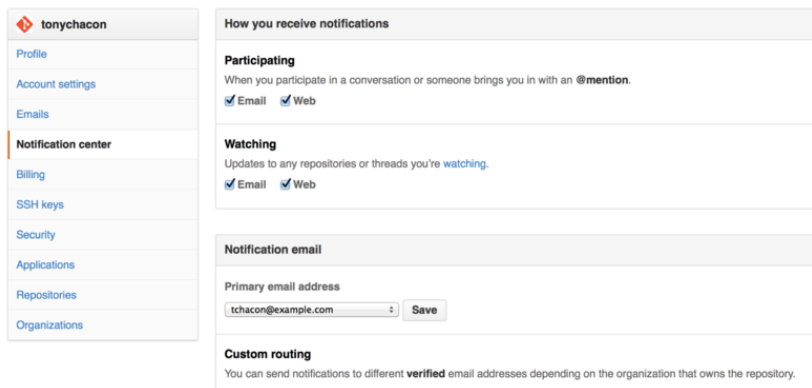 tonychacon
Profile
Account settings
Emails
Notification center
Billing
SSH keys
Security
Applications
Repositories
Organizations
How you receive notifications
Participating
When you participate in a conversation or someone brings you in with an @mention.
Email Web
Watching
Updates to any repositories or threads you're watching.
Email Web
Notification email
Primary email address
tchacon@example.com Save
Custom routing
You can send notifications to different verified email addresses depending on the organization that owns the repository.